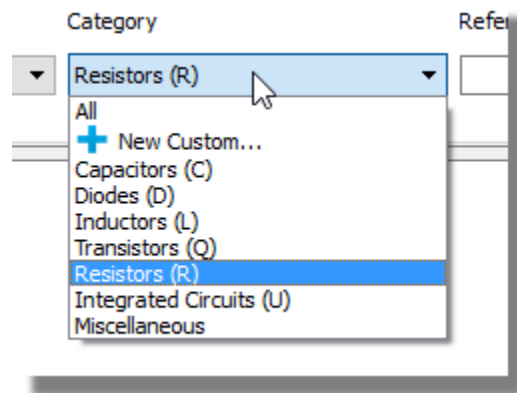 Category
Refe
Resistors (R)
All
New Custom...
Capacitors (C)
Diodes (D)
Inductors (L)
Transistors (Q)
Resistors (R)
Integrated Circuits (U)
Miscellaneous